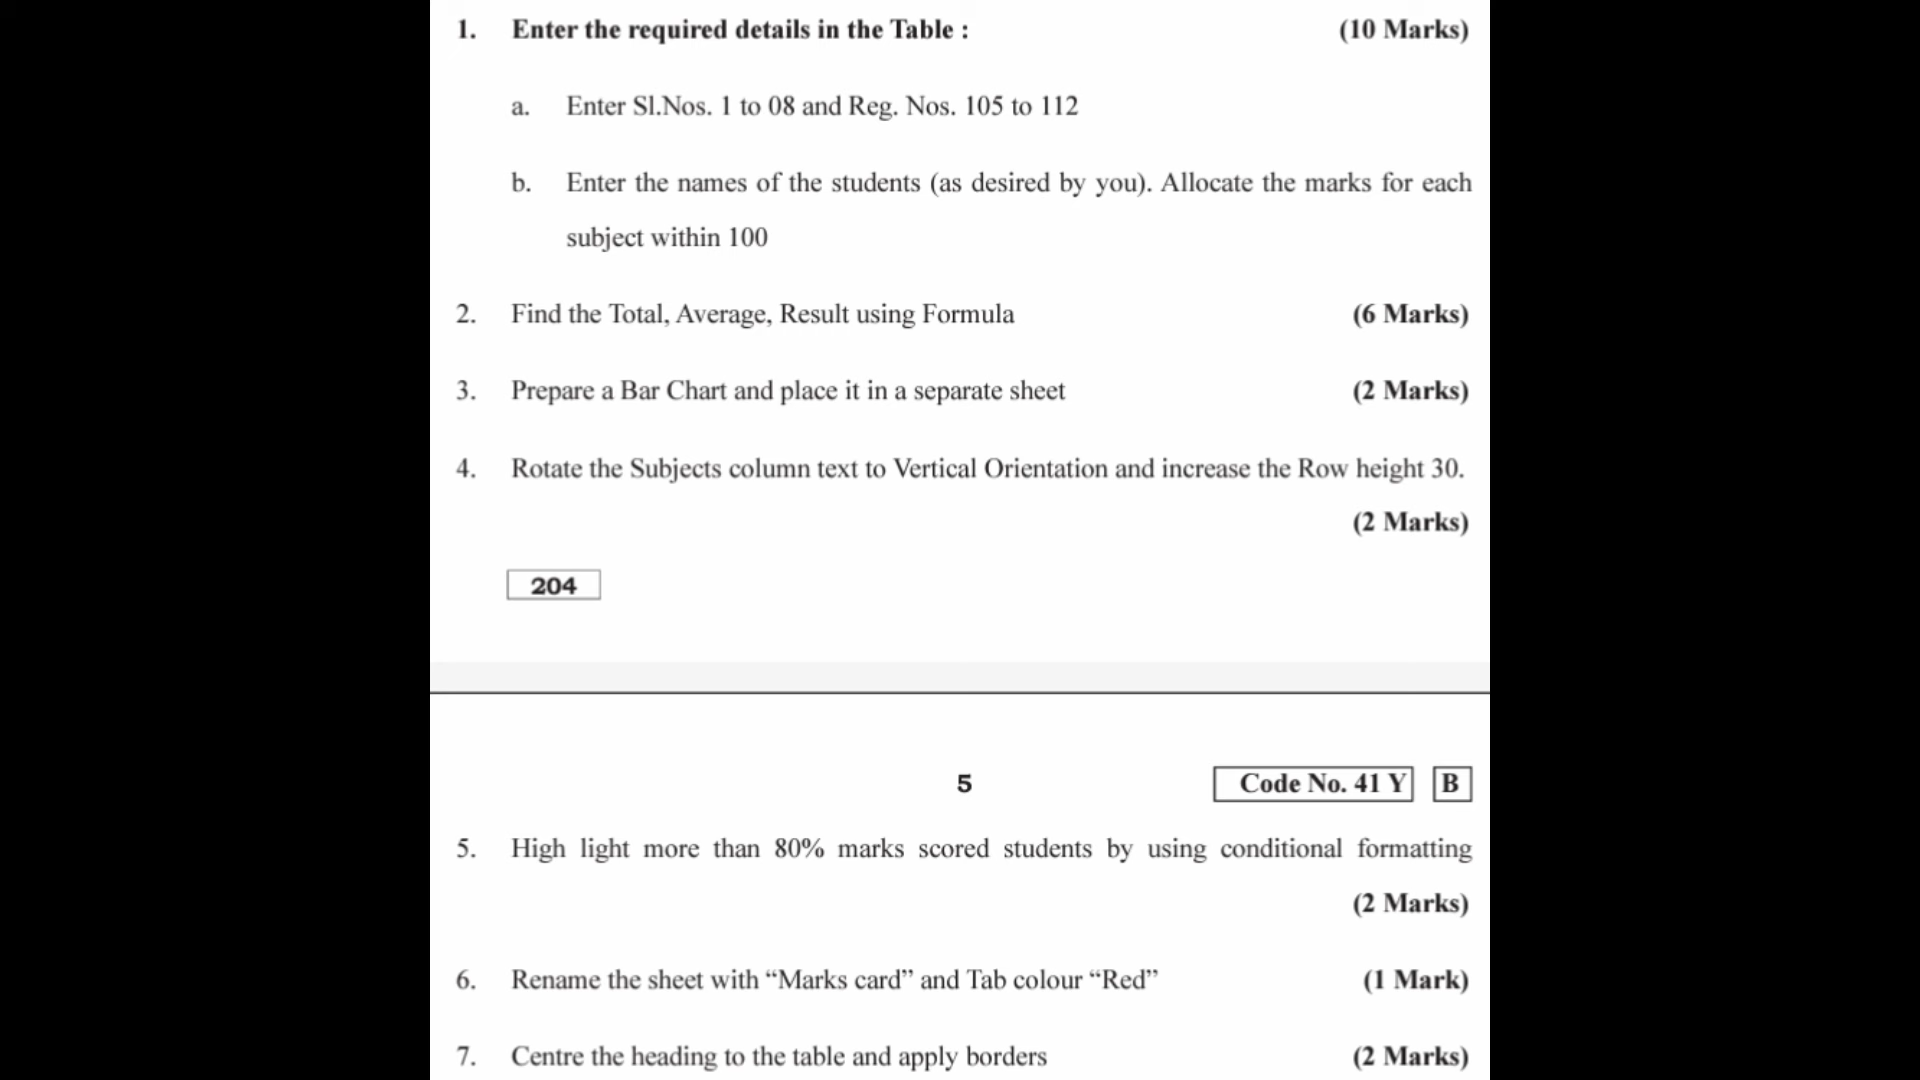 1. Enter the required details in the Table : (10 Marks)
a. Enter Sl.Nos. 1 to 08 and Reg. Nos. 105 to 112
b. Enter the names of the students (as desired by you). Allocate the marks for each
subject within 100
2. Find the Total, Average, Result using Formula (6 Marks)
3. Prepare a Bar Chart and place it in a separate sheet (2 Marks)
4. Rotate the Subjects column text to Vertical Orientation and increase the Row height 30.
(2 Marks)
204
5 Code No. 41 Y B
5. High light more than 80% marks scored students by using conditional formatting
(2 Marks)
6. Rename the sheet with “Marks card” and Tab colour “Red” (1 Mark)
7. Centre the heading to the table and apply borders (2 Marks)